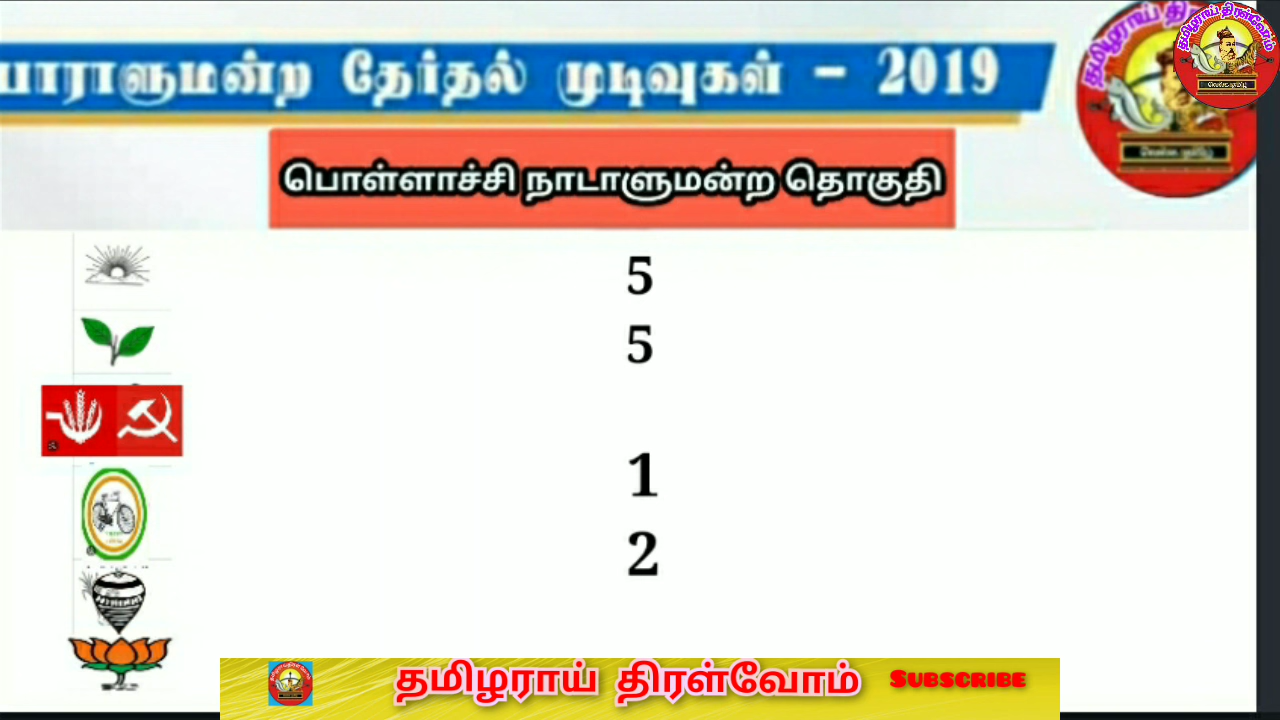 பாராளுமன்ற தேர்தல் முடிவுகள் - 2019
பொள்ளாச்சி நாடாளுமன்ற தொகுதி
5
5
1
2
தமிழராய் திரள்வோம் SUBSCRIBE